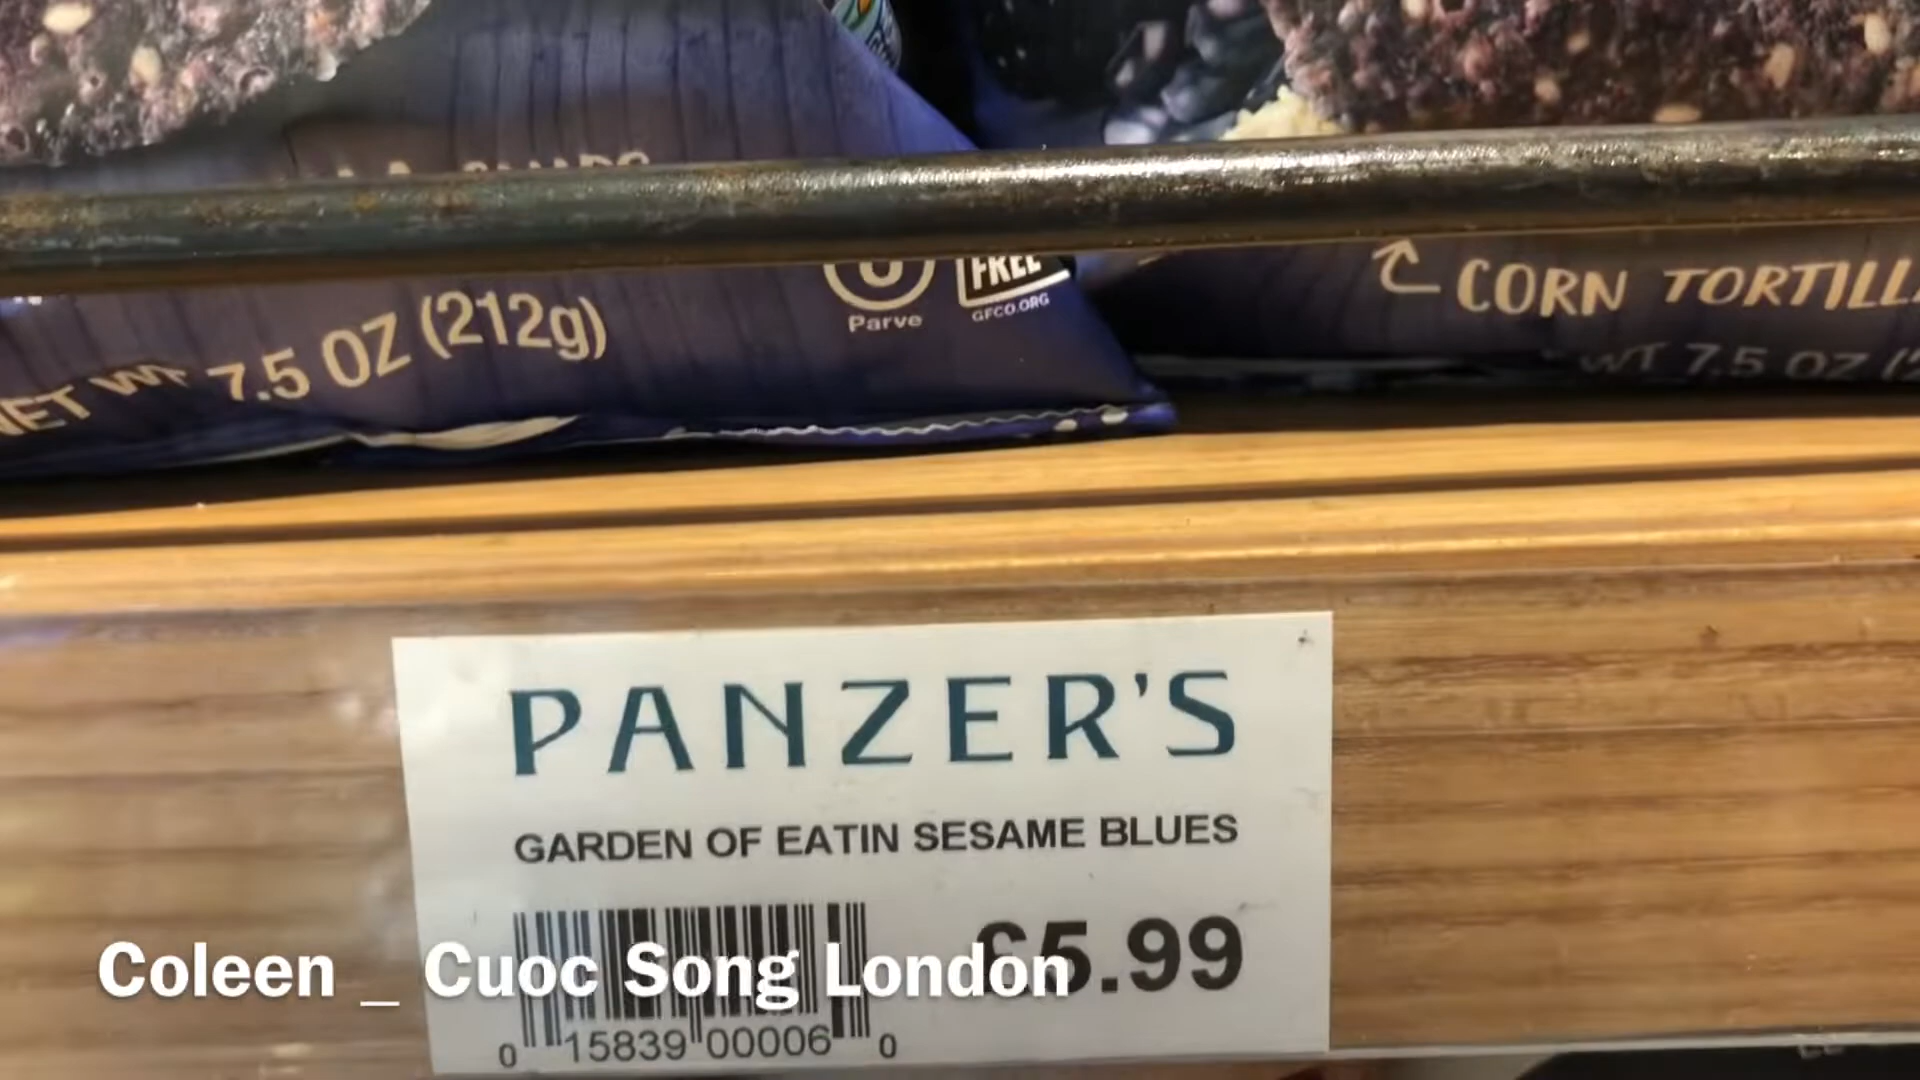 FREE
GFCO.ORG
Parve
NET WT 7.5 OZ (212g)
CORN TORTILL
WT 7.5 OZ (2
PANZER'S
GARDEN OF EATIN SESAME BLUES
£5.99
Coleen _ Cuoc Song London
0 15839 00006 0